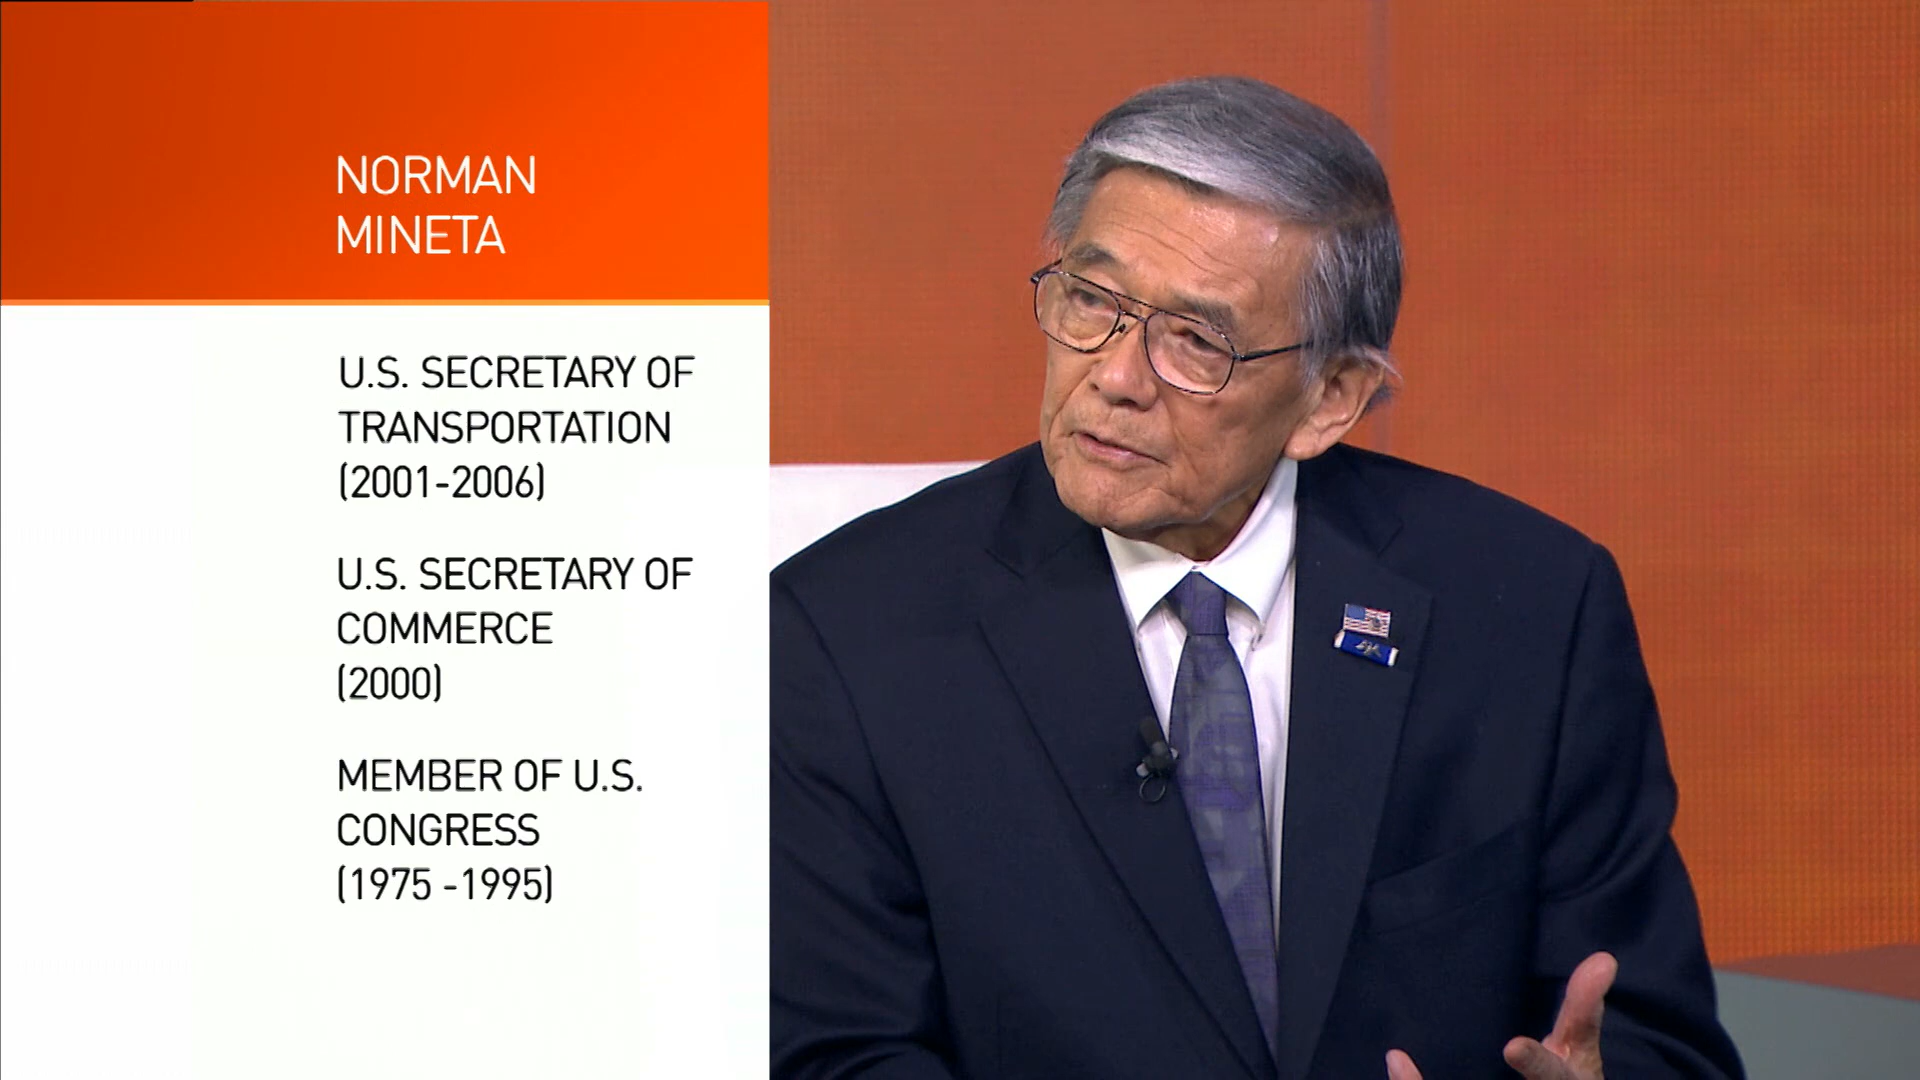 NORMAN
MINETA
U.S. SECRETARY OF
TRANSPORTATION
(2001-2006)
U.S. SECRETARY OF
COMMERCE
(2000)
MEMBER OF U.S.
CONGRESS
(1975 -1995)